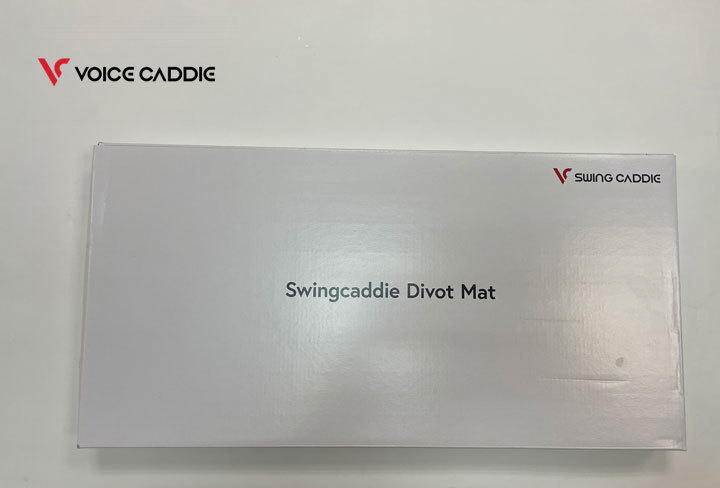 VOICE CADDIE
SWING CADDIE
Swingcaddie Divot Mat